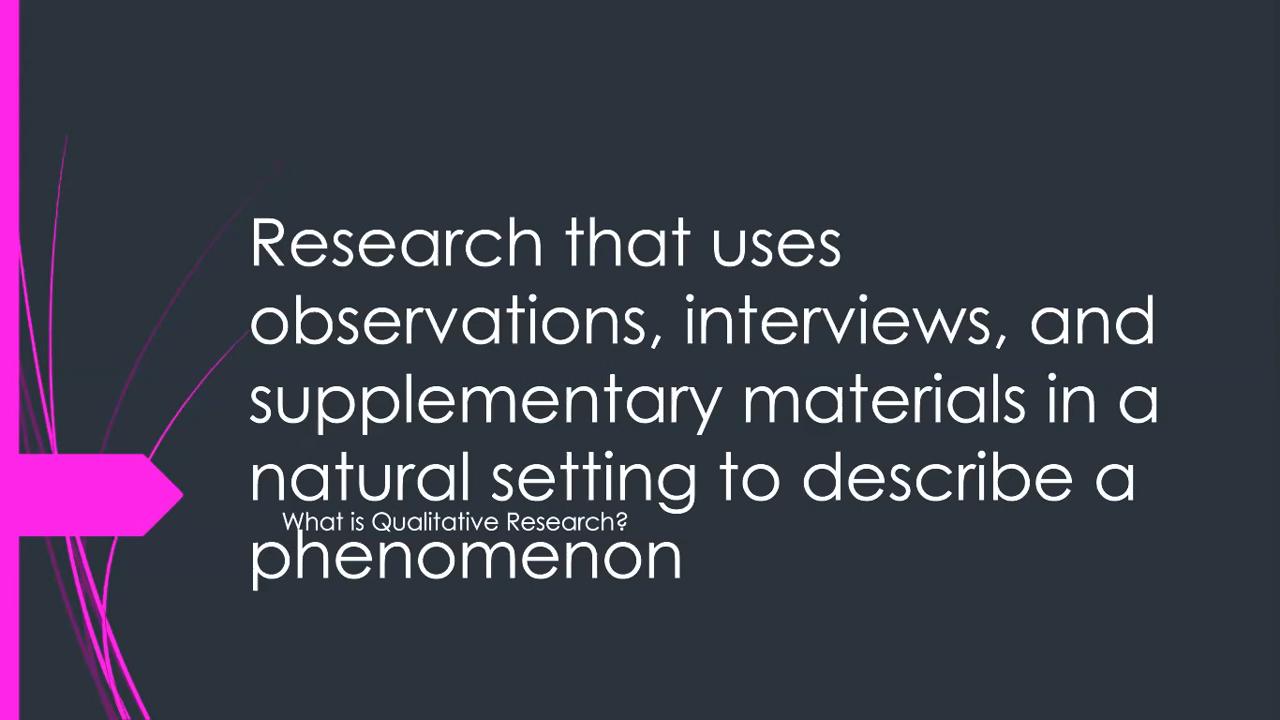 Research that uses
observations, interviews, and
supplementary materials in a
natural setting to describe a
What is Qualitative Research?
phenomenon